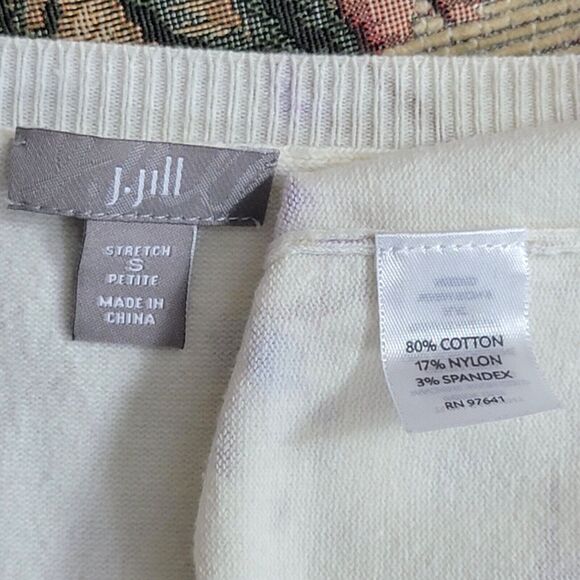 J.Jill
STRETCH
S
PETITE
MADE IN
CHINA
80% COTTON
17% NYLON
3% SPANDEX
RN 97641